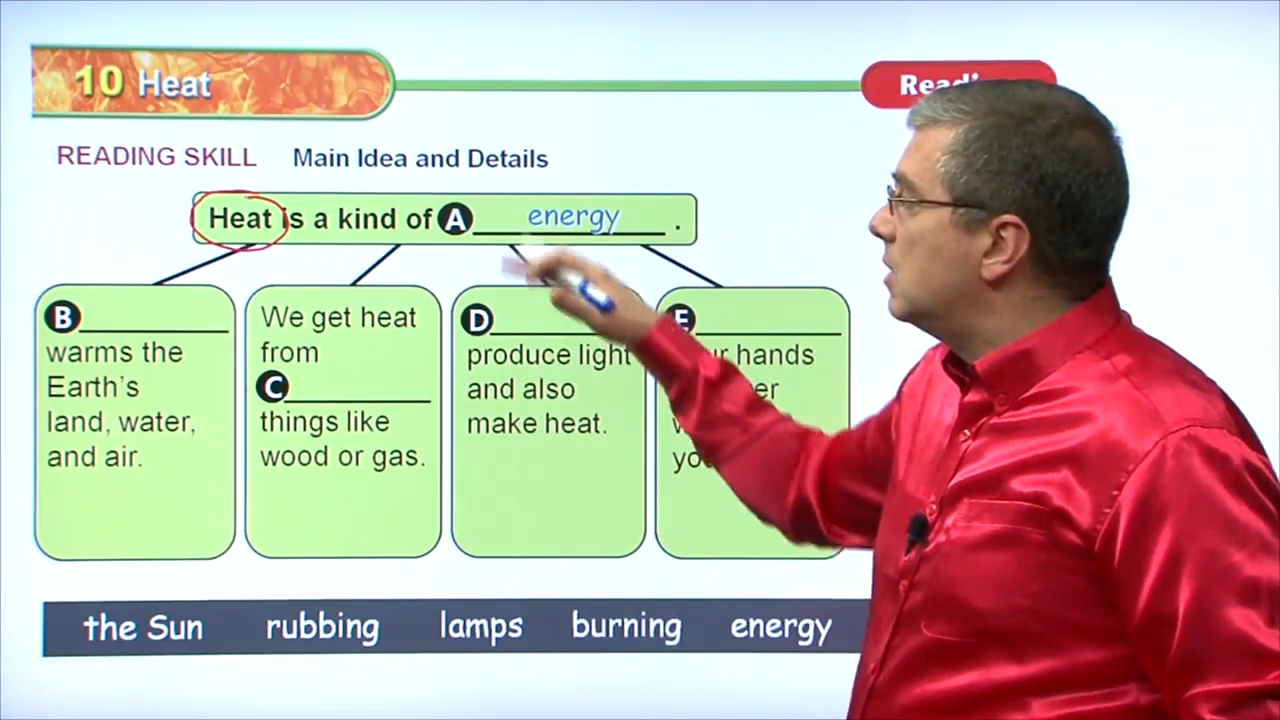 10 Heat
Readi
READING SKILL Main Idea and Details
Heat is a kind of A energy .
B
warms the
Earth's
land, water,
and air.
We get heat
from
C
things like
wood or gas.
D
produce light
and also
make heat.
E
hands
the Sun rubbing lamps burning energy